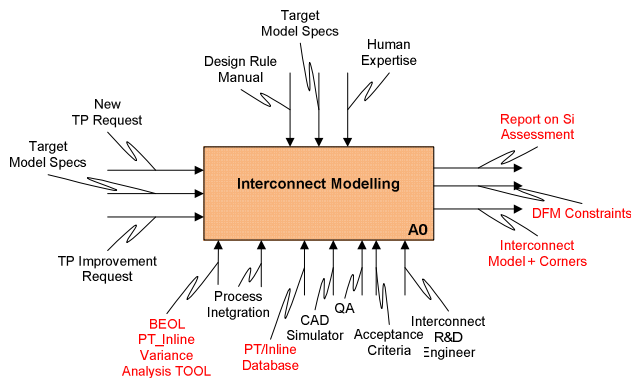 Target
Model Specs
Human
Expertise
Design Rule
Manual
New
TP Request
Target
Model Specs
TP Improvement
Request
Interconnect Modelling
A0
Report on Si
Assessment
DFM Constraints
Interconnect
Model + Corners
BEOL
PT_Inline
Variance
Analysis TOOL
Process
Inetgration
PT/Inline
Database
CAD
Simulator
QA
Acceptance
Criteria
Interconnect
R&D
Engineer